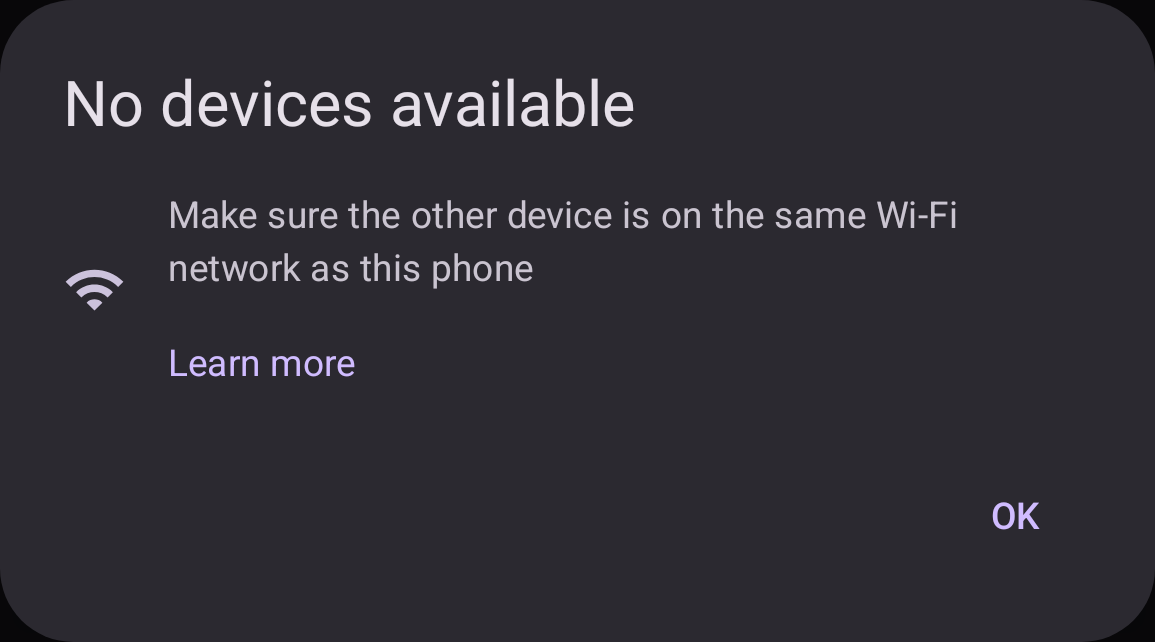 No devices available
Make sure the other device is on the same Wi-Fi
network as this phone
Learn more
OK